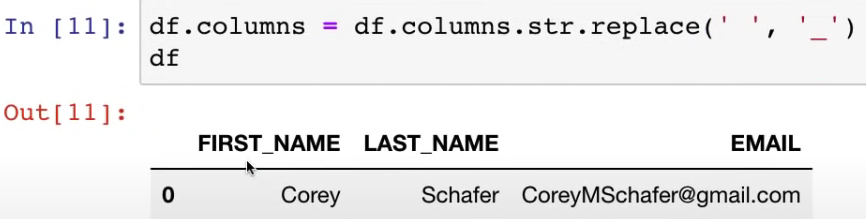 In [11]: df.columns = df.columns.str.replace(' ', '_')
df
Out[11]:
FIRST_NAME LAST_NAME EMAIL
0 Corey Schafer CoreyMSchafer@gmail.com